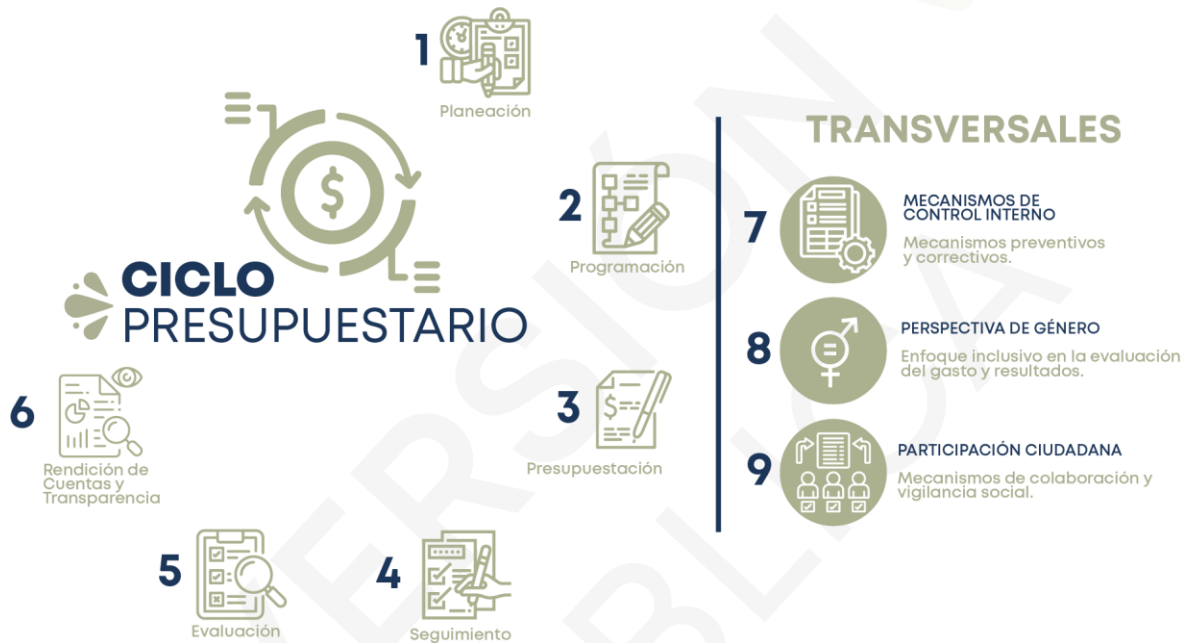 1
Planeación
CICLO
PRESUPUESTARIO
2
Programación
3
Presupuestación
4
Seguimiento
5
Evaluación
6
Rendición de
Cuentas y
Transparencia
TRANSVERSALES
7
MECANISMOS DE
CONTROL INTERNO
Mecanismos preventivos
y correctivos.
8
PERSPECTIVA DE GÉNERO
Enfoque inclusivo en la evaluación
del gasto y resultados.
9
PARTICIPACIÓN CIUDADANA
Mecanismos de colaboración y
vigilancia social.
VERSIÓN